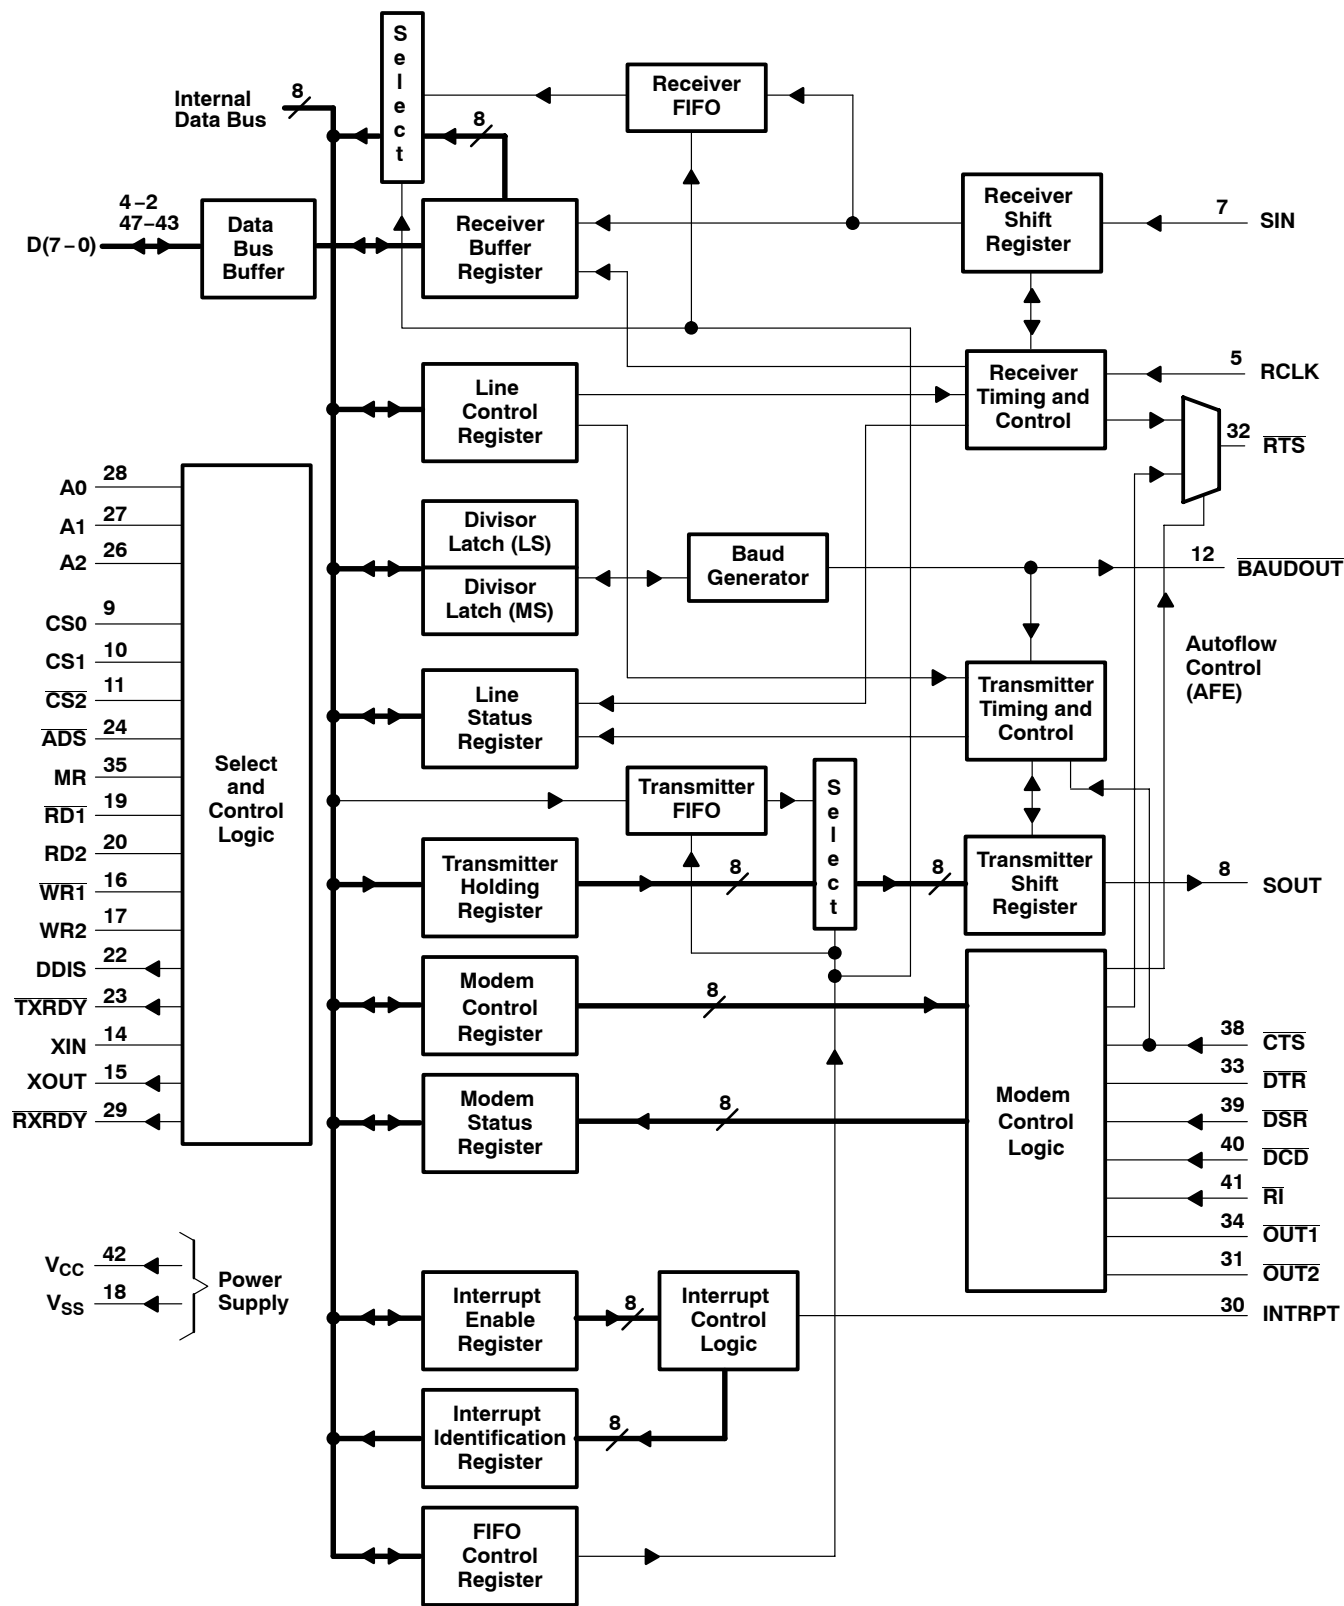 S
e
l
e
c
t
Internal
Data Bus
8
8
Receiver
FIFO
4–2
47–43
D(7–0)
Data
Bus
Buffer
Receiver
Buffer
Register
Receiver
Shift
Register
7
SIN
Line
Control
Register
Receiver
Timing and
Control
5
RCLK
32
RTS
A0
28
A1
27
A2
26
CS0
9
CS1
10
CS2
11
ADS
24
MR
35
RD1
19
RD2
20
WR1
16
WR2
17
DDIS
22
TXRDY
23
XIN
14
XOUT
15
RXRDY
29
Select
and
Control
Logic
Divisor
Latch (LS)
Divisor
Latch (MS)
Baud
Generator
12
BAUDOUT
Autoflow
Control
(AFE)
Line
Status
Register
Transmitter
Timing and
Control
Transmitter
FIFO
S
e
l
e
c
t
Transmitter
Holding
Register
8
8
Transmitter
Shift
Register
8
SOUT
Modem
Control
Register
8
Modem
Status
Register
8
Modem
Control
Logic
38
CTS
33
DTR
39
DSR
40
DCD
41
RI
34
OUT1
31
OUT2
30
INTRPT
VCC
42
VSS
18
Power
Supply
Interrupt
Enable
Register
8
Interrupt
Control
Logic
Interrupt
Identification
Register
8
FIFO
Control
Register